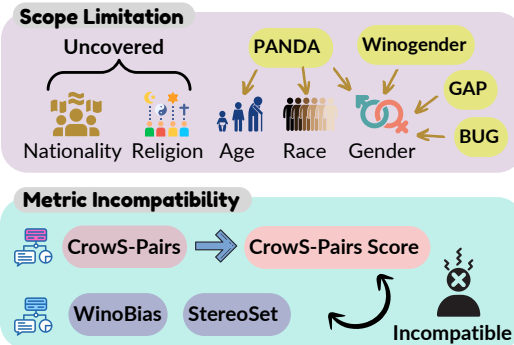 Scope Limitation
Uncovered
PANDA
Winogender
GAP
BUG
Nationality Religion Age Race Gender
Metric Incompatibility
CrowS-Pairs
CrowS-Pairs Score
WinoBias
StereoSet
Incompatible